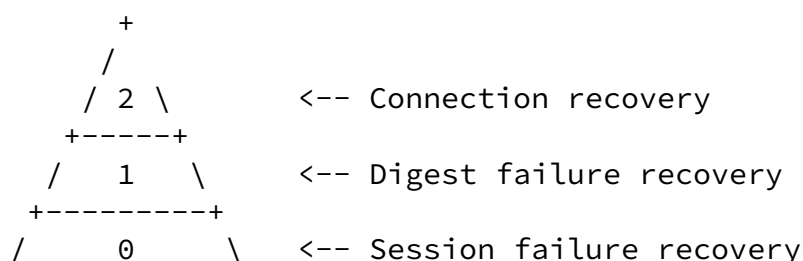 +
/
/ 2 \ <-- Connection recovery
+-----+
/ 1 \ <-- Digest failure recovery
+---------+
/ 0 \ <-- Session failure recovery